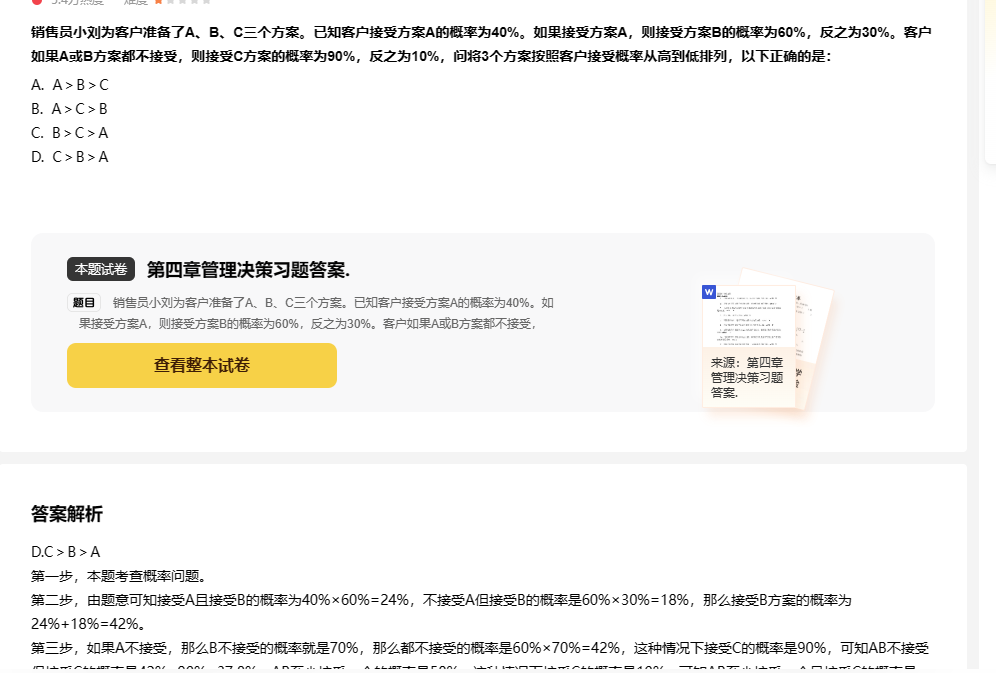 5.4万热度 难度
销售员小刘为客户准备了A、B、C三个方案。已知客户接受方案A的概率为40%。如果接受方案A，则接受方案B的概率为60%，反之为30%。客户
如果A或B方案都不接受，则接受C方案的概率为90%，反之为10%，问将3个方案按照客户接受概率从高到低排列，以下正确的是：
A. A > B > C
B. A > C > B
C. B > C > A
D. C > B > A
本题试卷 第四章管理决策习题答案.
题目 销售员小刘为客户准备了A、B、C三个方案。已知客户接受方案A的概率为40%。如
果接受方案A，则接受方案B的概率为60%，反之为30%。客户如果A或B方案都不接受，
查看整本试卷
W
来源：第四章
管理决策习题
答案.
答案解析
D.C > B > A
第一步，本题考查概率问题。
第二步，由题意可知接受A且接受B的概率为40%×60%=24%，不接受A但接受B的概率是60%×30%=18%，那么接受B方案的概率为
24%+18%=42%。
第三步，如果A不接受，那么B不接受的概率就是70%，那么都不接受的概率是60%×70%=42%，这种情况下接受C的概率是90%，可知AB不接受